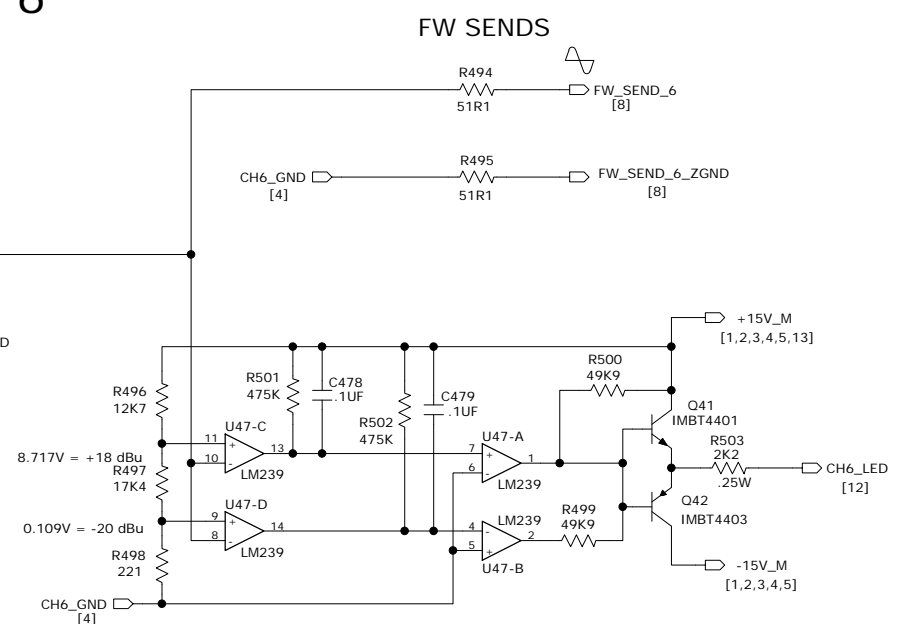 6
FW SENDS
R494
51R1
FW_SEND_6
[8]
R495
CH6_GND
[4]
51R1
FW_SEND_6_ZGND
[8]
+15V_M
[1,2,3,4,5,13]
D
R496
12K7
R501
475K
C478
.1UF
R502
475K
C479
.1UF
R500
49K9
Q41
IMBT4401
U47-C
11
+
10
-
13
LM239
8.717V = +18 dBu
R497
17K4
U47-A
7
+
6
-
1
LM239
R503
2K2
.25W
CH6_LED
[12]
U47-D
9
+
8
-
14
LM239
0.109V = -20 dBu
R498
221
LM239
4
-
5
+
2
U47-B
R499
49K9
Q42
IMBT4403
-15V_M
[1,2,3,4,5]
CH6_GND
[4]